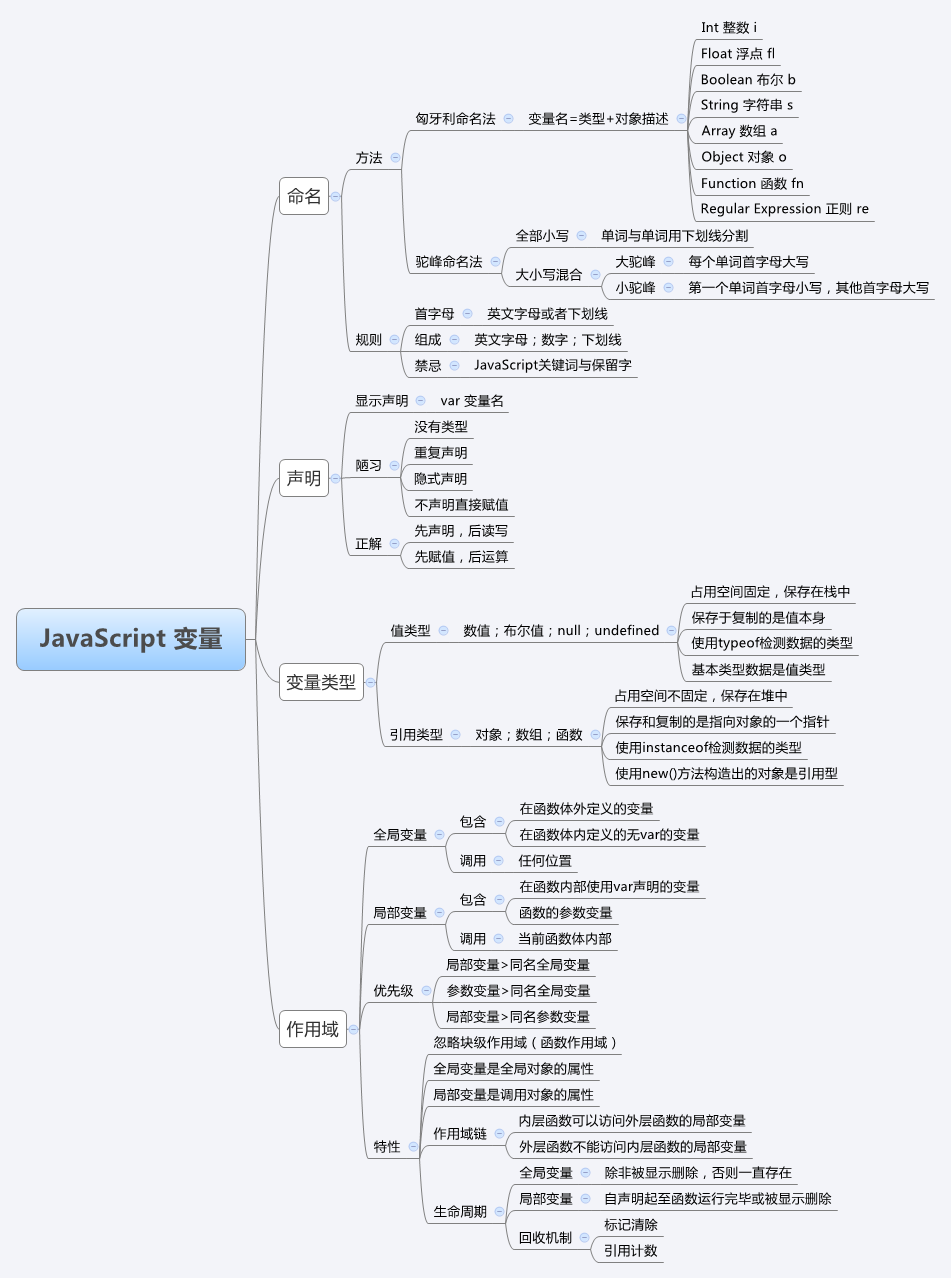 JavaScript 变量
命名
方法
匈牙利命名法
变量名=类型+对象描述
Int 整数 i
Float 浮点 fl
Boolean 布尔 b
String 字符串 s
Array 数组 a
Object 对象 o
Function 函数 fn
Regular Expression 正则 re
驼峰命名法
全部小写
单词与单词用下划线分割
大小写混合
大驼峰
每个单词首字母大写
小驼峰
第一个单词首字母小写，其他首字母大写
规则
首字母
英文字母或者下划线
组成
英文字母；数字；下划线
禁忌
JavaScript关键词与保留字
声明
显示声明
var 变量名
陋习
没有类型
重复声明
隐式声明
不声明直接赋值
正解
先声明，后读写
先赋值，后运算
变量类型
值类型
数值；布尔值；null；undefined
占用空间固定，保存在栈中
保存于复制的是值本身
使用typeof检测数据的类型
基本类型数据是值类型
引用类型
对象；数组；函数
占用空间不固定，保存在堆中
保存和复制的是指向对象的一个指针
使用instanceof检测数据的类型
使用new()方法构造出的对象是引用型
作用域
全局变量
包含
在函数体外定义的变量
在函数体内定义的无var的变量
调用
任何位置
局部变量
包含
在函数内部使用var声明的变量
函数的参数变量
调用
当前函数体内部
优先级
局部变量>同名全局变量
参数变量>同名全局变量
局部变量>同名参数变量
特性
忽略块级作用域（函数作用域）
全局变量是全局对象的属性
局部变量是调用对象的属性
作用域链
内层函数可以访问外层函数的局部变量
外层函数不能访问内层函数的局部变量
生命周期
全局变量
除非被显示删除，否则一直存在
局部变量
自声明起至函数运行完毕或被显示删除
回收机制
标记清除
引用计数